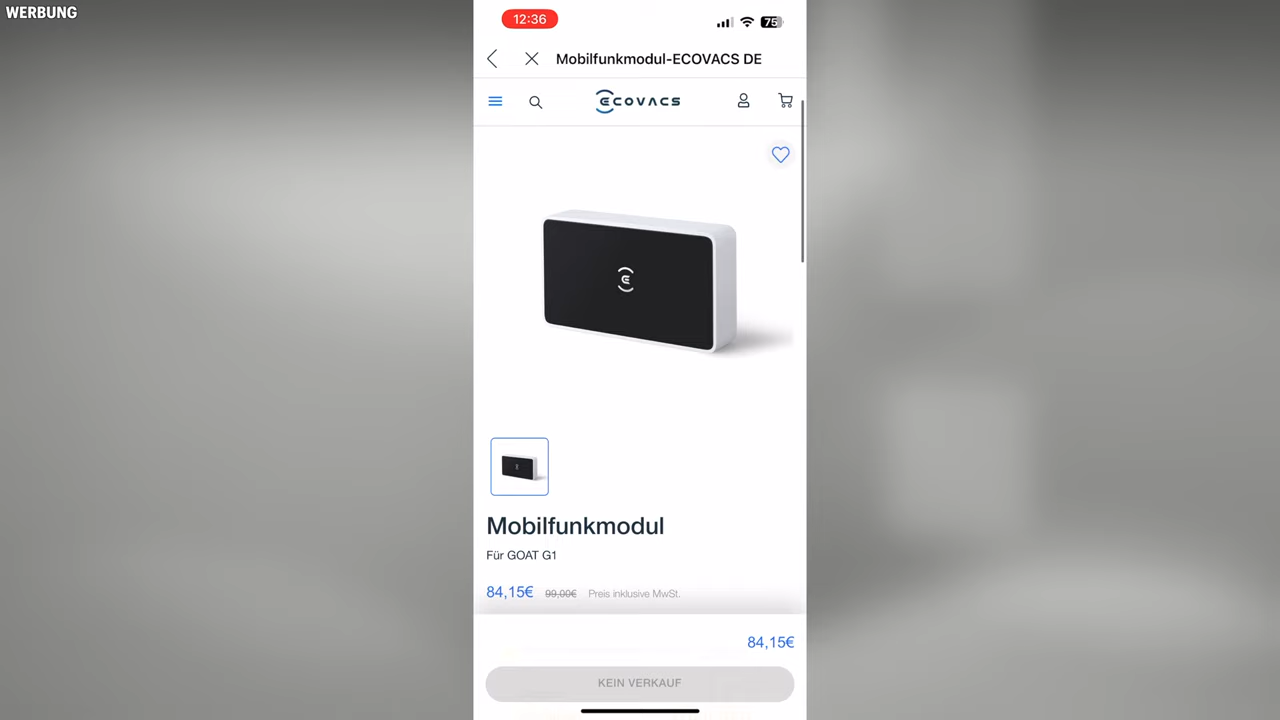 WERBUNG
12:36
75
Mobilfunkmodul-ECOVACS DE
ECOVACS
Mobilfunkmodul
Für GOAT G1
84,15€ 99,00€ Preis inklusive MwSt.
84,15€
KEIN VERKAUF